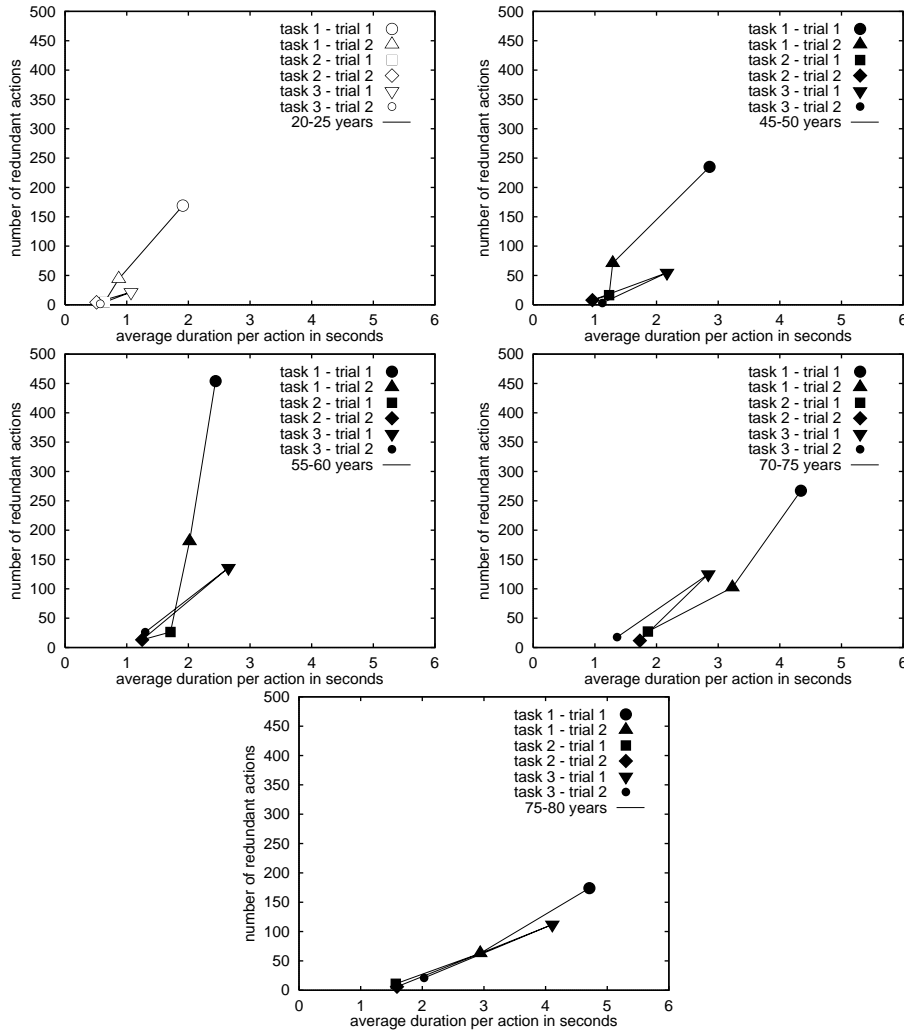 number of redundant actions
500
450
400
350
300
250
200
150
100
50
0
task 1 - trial 1
task 1 - trial 2
task 2 - trial 1
task 2 - trial 2
task 3 - trial 1
task 3 - trial 2
20-25 years
0 1 2 3 4 5 6
average duration per action in seconds
number of redundant actions
500
450
400
350
300
250
200
150
100
50
0
task 1 - trial 1
task 1 - trial 2
task 2 - trial 1
task 2 - trial 2
task 3 - trial 1
task 3 - trial 2
45-50 years
0 1 2 3 4 5 6
average duration per action in seconds
number of redundant actions
500
450
400
350
300
250
200
150
100
50
0
task 1 - trial 1
task 1 - trial 2
task 2 - trial 1
task 2 - trial 2
task 3 - trial 1
task 3 - trial 2
55-60 years
0 1 2 3 4 5 6
average duration per action in seconds
number of redundant actions
500
450
400
350
300
250
200
150
100
50
0
task 1 - trial 1
task 1 - trial 2
task 2 - trial 1
task 2 - trial 2
task 3 - trial 1
task 3 - trial 2
70-75 years
0 1 2 3 4 5 6
average duration per action in seconds
number of redundant actions
500
450
400
350
300
250
200
150
100
50
0
task 1 - trial 1
task 1 - trial 2
task 2 - trial 1
task 2 - trial 2
task 3 - trial 1
task 3 - trial 2
75-80 years
0 1 2 3 4 5 6
average duration per action in seconds